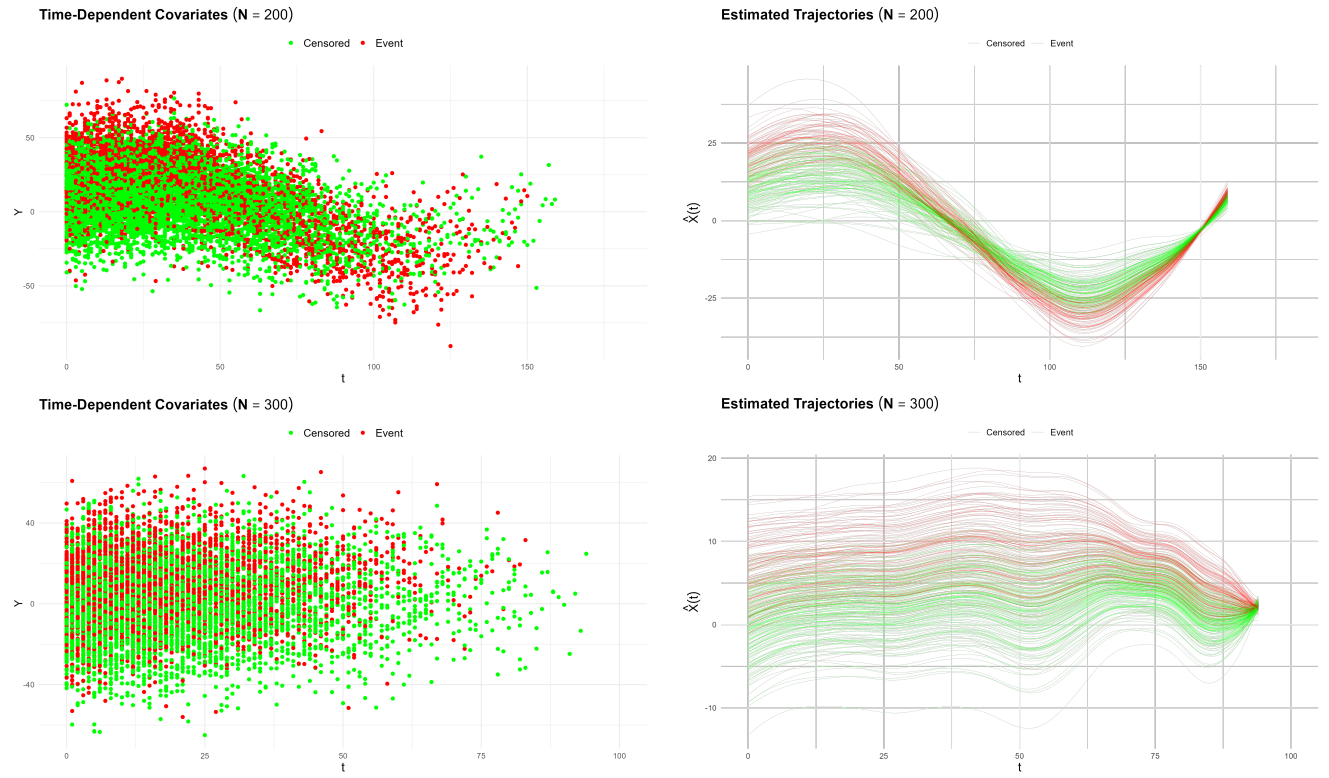 Time-Dependent Covariates (N = 200)
Censored Event
Y
50
0
-50
0 50 100 150
t
Estimated Trajectories (N = 200)
Censored Event
X̂(t)
25
0
-25
0 50 100 150
t
Time-Dependent Covariates (N = 300)
Censored Event
Y
40
0
-40
0 25 50 75 100
t
Estimated Trajectories (N = 300)
Censored Event
X̂(t)
20
10
0
-10
0 25 50 75 100
t